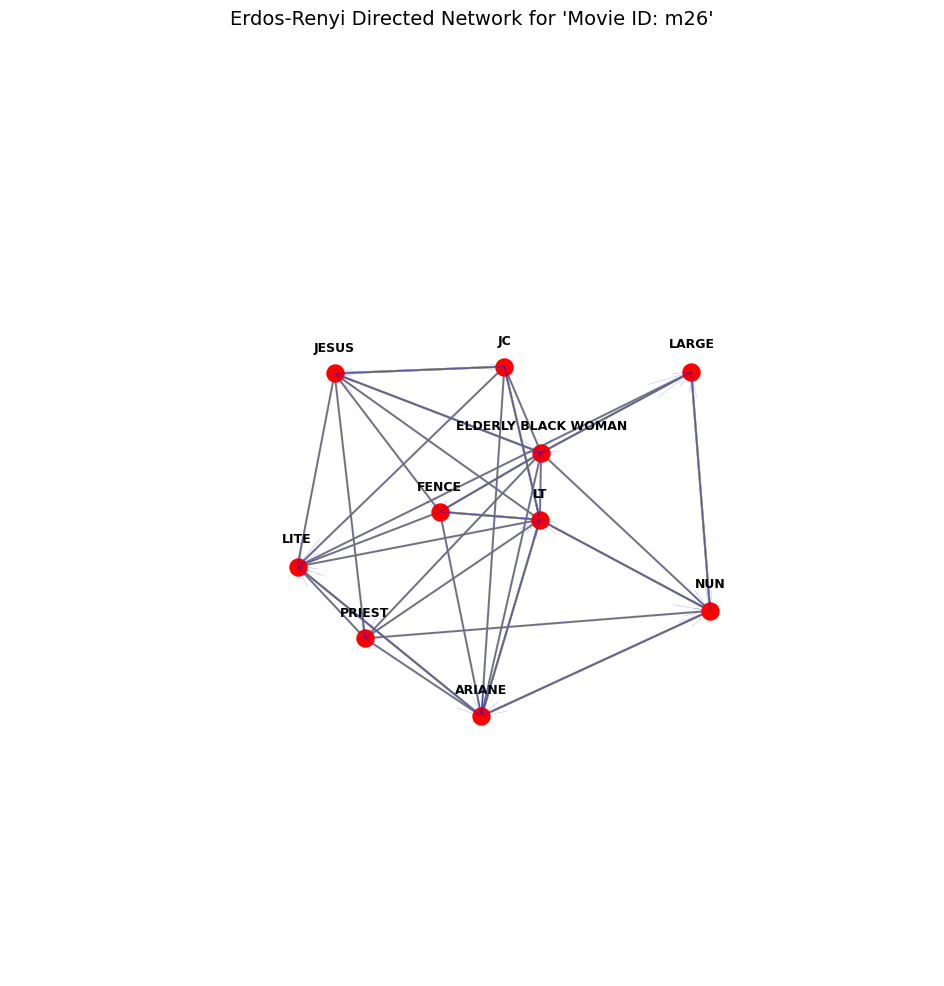 Erdos-Renyi Directed Network for 'Movie ID: m26'
JC
LARGE
JESUS
ELDERLY BLACK WOMAN
FENCE
LT
LITE
NUN
PRIEST
ARIANE